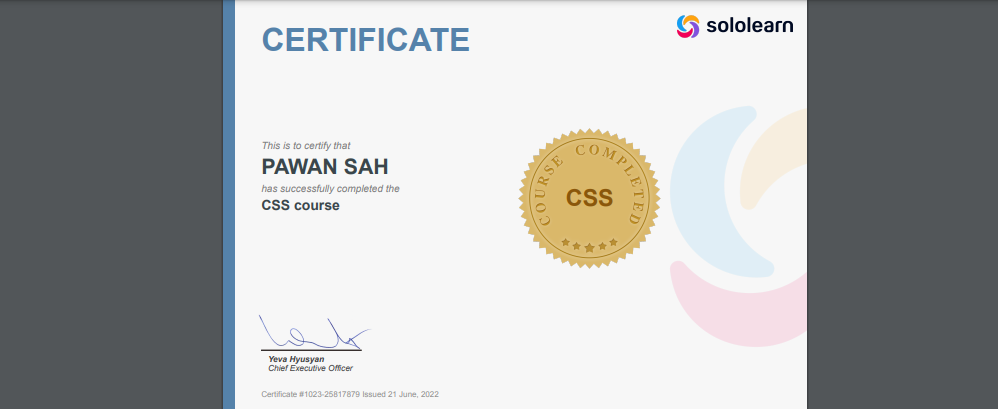 CERTIFICATE
sololearn
This is to certify that
PAWAN SAH
has successfully completed the
CSS course
COURSE COMPLETED
CSS
Yeva Hyusyan
Chief Executive Officer
Certificate #1023-25817879 Issued 21 June, 2022